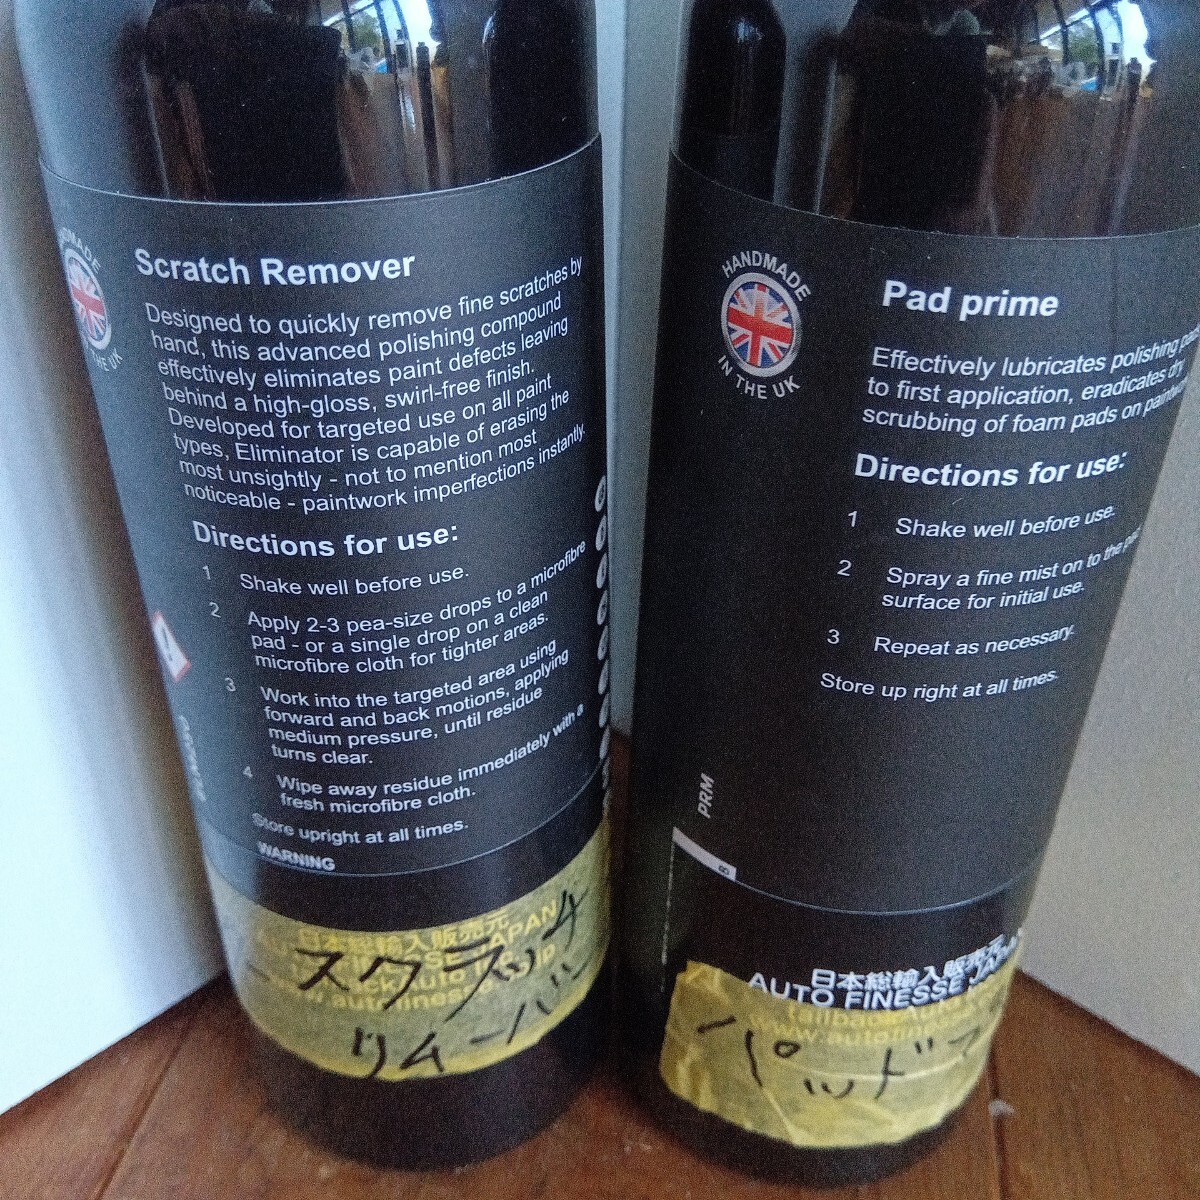 HANDMADE
THE UK
Scratch Remover
Designed to quickly remove fine scratches by
hand, this advanced polishing compound
effectively eliminates paint defects leaving
behind a high-gloss, swirl-free finish.
Developed for targeted use on all paint
types, Eliminator is capable of erasing the
most unsightly - not to mention most
noticeable - paintwork imperfections instantly.
Directions for use:
1 Shake well before use.
2 Apply 2-3 pea-size drops to a microfibre
pad - or a single drop on a clean
microfibre cloth for tighter areas.
3 Work into the targeted area using
forward and back motions, applying
medium pressure, until residue
turns clear.
4 Wipe away residue immediately with a
fresh microfibre cloth.
Store upright at all times.
WARNING
日本総輸入販売元
JAPAN
スクラッチ
リムーバー
HANDMADE
IN THE UK
Pad prime
Effectively lubricates polishing
to first application, eradicates dry
scrubbing of foam pads on
Directions for use:
1 Shake well before use.
2 Spray a fine mist on to the
surface for initial use.
3 Repeat as necessary.
Store up right at all times.
PRM
日本総輸入販売元
AUTO FINESSE
パッド